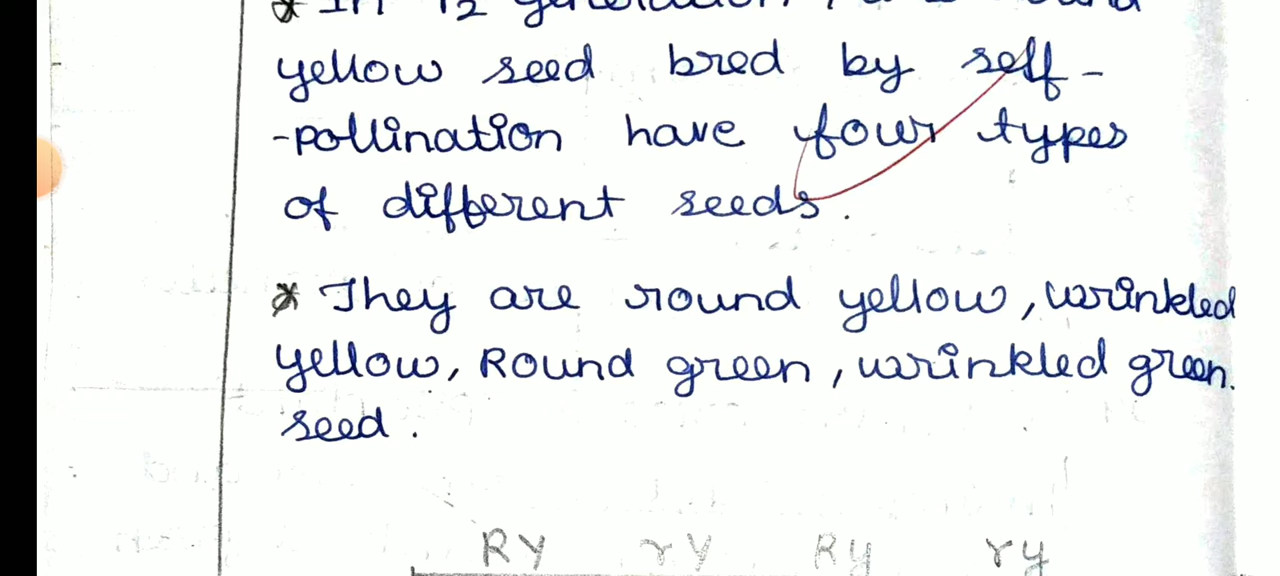 yellow seed bred by self-
-pollination have four types
of different seeds.
* They are round yellow, wrinkled
yellow, Round green, wrinkled green.
seed.
RY rY Ry ry